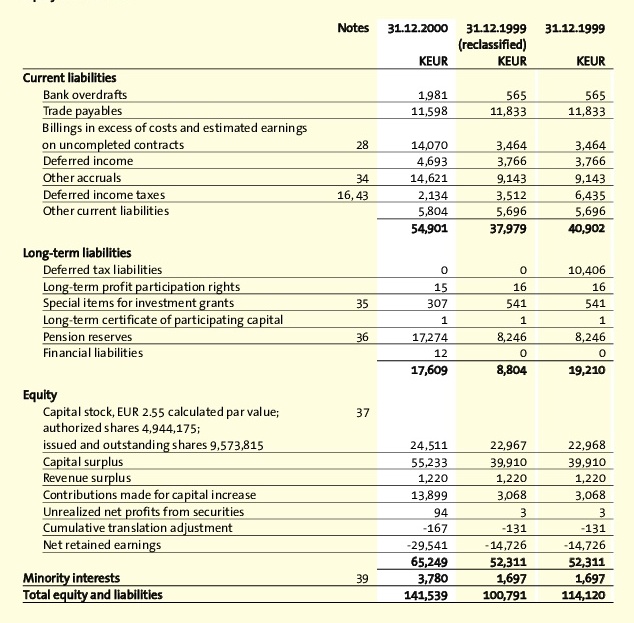 Notes 31.12.2000 31.12.1999 31.12.1999
(reclassified)
KEUR KEUR KEUR
Current liabilities
Bank overdrafts 1,981 565 565
Trade payables 11,598 11,833 11,833
Billings in excess of costs and estimated earnings
on uncompleted contracts 28 14,070 3,464 3,464
Deferred income 4,693 3,766 3,766
Other accruals 34 14,621 9,143 9,143
Deferred income taxes 16, 43 2,134 3,512 6,435
Other current liabilities 5,804 5,696 5,696
54,901 37,979 40,902
Long-term liabilities
Deferred tax liabilities 0 0 10,406
Long-term profit participation rights 15 16 16
Special items for investment grants 35 307 541 541
Long-term certificate of participating capital 1 1 1
Pension reserves 36 17,274 8,246 8,246
Financial liabilities 12 0 0
17,609 8,804 19,210
Equity
Capital stock, EUR 2.55 calculated par value; 37
authorized shares 4,944,175;
issued and outstanding shares 9,573,815 24,511 22,967 22,968
Capital surplus 55,233 39,910 39,910
Revenue surplus 1,220 1,220 1,220
Contributions made for capital increase 13,899 3,068 3,068
Unrealized net profits from securities 94 3 3
Cumulative translation adjustment -167 -131 -131
Net retained earnings -29,541 -14,726 -14,726
65,249 52,311 52,311
Minority interests 39 3,780 1,697 1,697
Total equity and liabilities 141,539 100,791 114,120